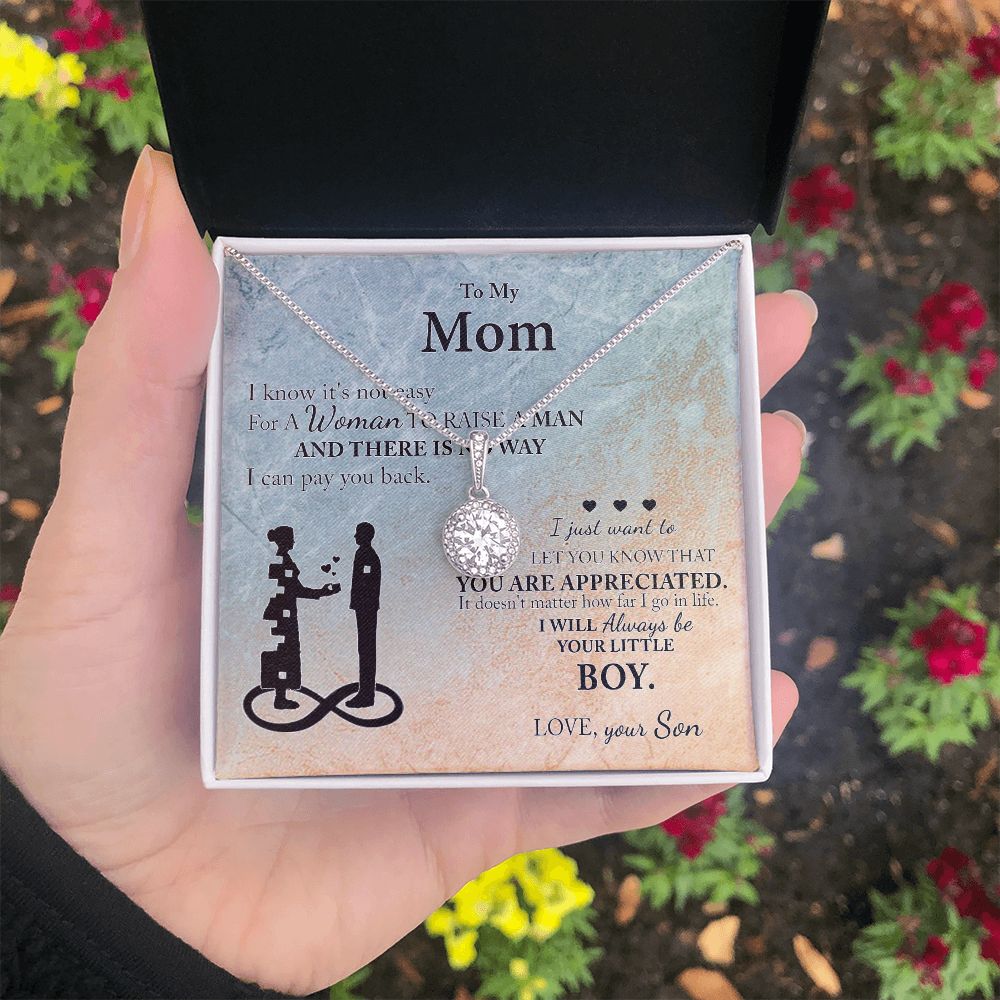 To My
Mom
I know it's not easy
For A Woman TO RAISE A MAN
AND THERE IS NO WAY
I can pay you back.
I just want to
LET YOU KNOW THAT
YOU ARE APPRECIATED.
It doesn't matter how far I go in life.
I WILL Always be
YOUR LITTLE
BOY.
LOVE, your Son